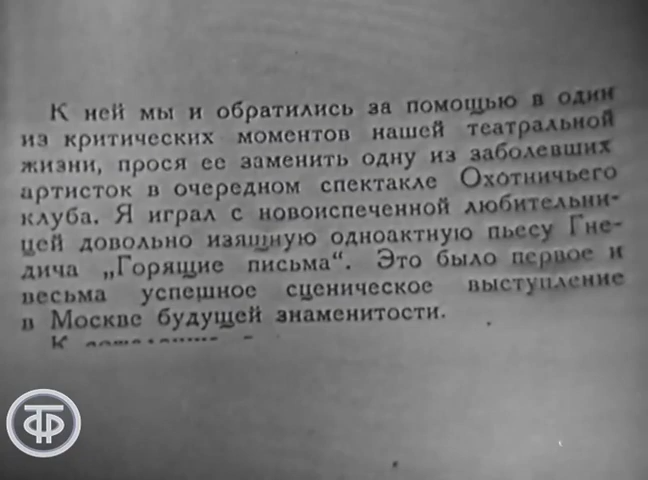 К ней мы и обратились за помощью в один
из критических моментов нашей театральной
жизни, прося ее заменить одну из заболевших
артисток в очередном спектакле Охотничьего
клуба. Я играл с новоиспеченной любительни-
цей довольно изящную одноактную пьесу Гне-
дича „Горящие письма“. Это было первое и
весьма успешное сценическое выступление
в Москве будущей знаменитости.
К